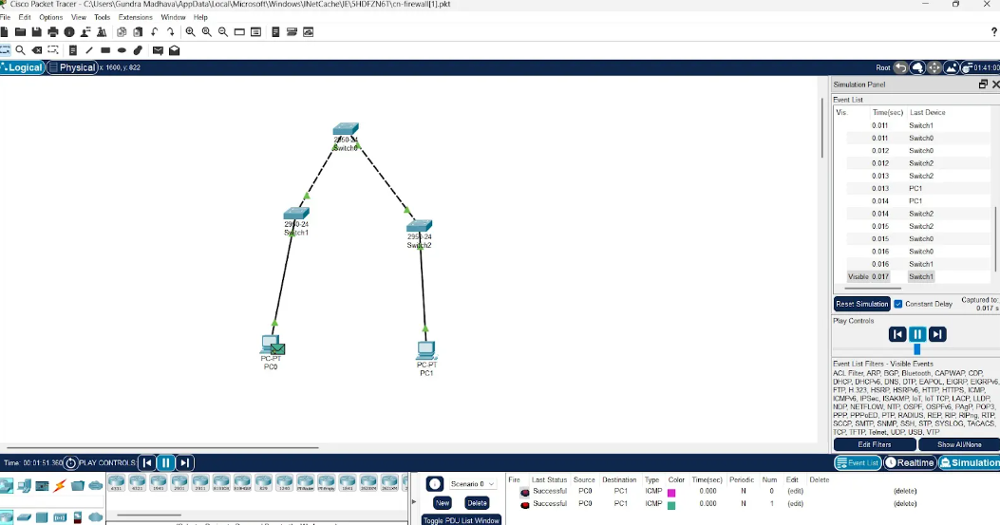 Cisco Packet Tracer - C:\Users\Gundra Madhava\AppData\Local\Microsoft\Windows\INetCache\IE\5HDFZN6T\cn-firewall[1].pkt
File Edit Options View Tools Extensions Window Help
?
Logical Physical x: 1600, y: 822 Root 01:41:00
Simulation Panel
Event List
Vis. Time(sec) Last Device
0.011 Switch1
0.011 Switch0
0.012 Switch0
0.012 Switch2
0.013 Switch2
0.013 PC1
0.014 PC1
0.014 Switch2
0.015 Switch2
0.015 Switch0
0.016 Switch0
0.016 Switch1
Visible 0.017 Switch1
2950-24
Switch0
2950-24
Switch1
2950-24
Switch2
PC-PT
PC0
PC-PT
PC1
Reset Simulation Constant Delay Captured to:
0.017 s
Play Controls
Event List Filters - Visible Events
ACL Filter, ARP, BGP, Bluetooth, CAPWAP, CDP,
DHCP, DHCPv6, DNS, DTP, EAPOL, EIGRP, EIGRPv6,
FTP, H.323, HSRP, HSRPv6, HTTP, HTTPS, ICMP,
ICMPv6, IPSec, ISAKMP, IoT, IoT TCP, LACP, LLDP,
NDP, NETFLOW, NTP, OSPF, OSPFv6, PAgP, POP3,
PPP, PPPoED, PTP, RADIUS, REP, RIP, RIPng, RTP,
SCCP, SMTP, SNMP, SSH, STP, SYSLOG, TACACS,
TCP, TFTP, Telnet, UDP, USB, VTP
Edit Filters Show All/None
Time: 00:01:51.360 PLAY CONTROLS: Event List Realtime Simulation
4331 4321 1941 2901 2911 819 1240 1841
Scenario 0
New Delete
Toggle PDU List Window
Fire Last Status Source Destination Type Color Time(sec) Periodic Num Edit Delete
Successful PC0 PC1 ICMP 0.000 N 0 (edit) (delete)
Successful PC0 PC1 ICMP 0.000 N 1 (edit) (delete)